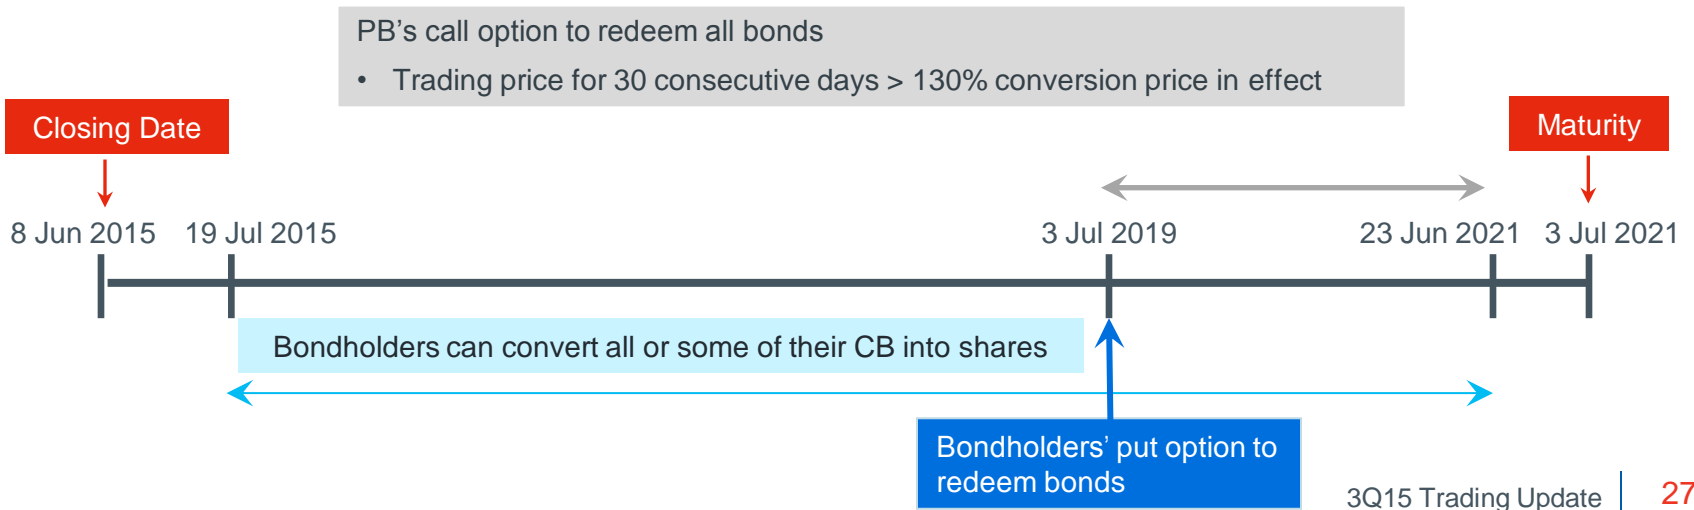 PB’s call option to redeem all bonds
• Trading price for 30 consecutive days > 130% conversion price in effect
Closing Date
Maturity
8 Jun 2015
19 Jul 2015
3 Jul 2019
23 Jun 2021
3 Jul 2021
Bondholders can convert all or some of their CB into shares
Bondholders’ put option to
redeem bonds
3Q15 Trading Update
27